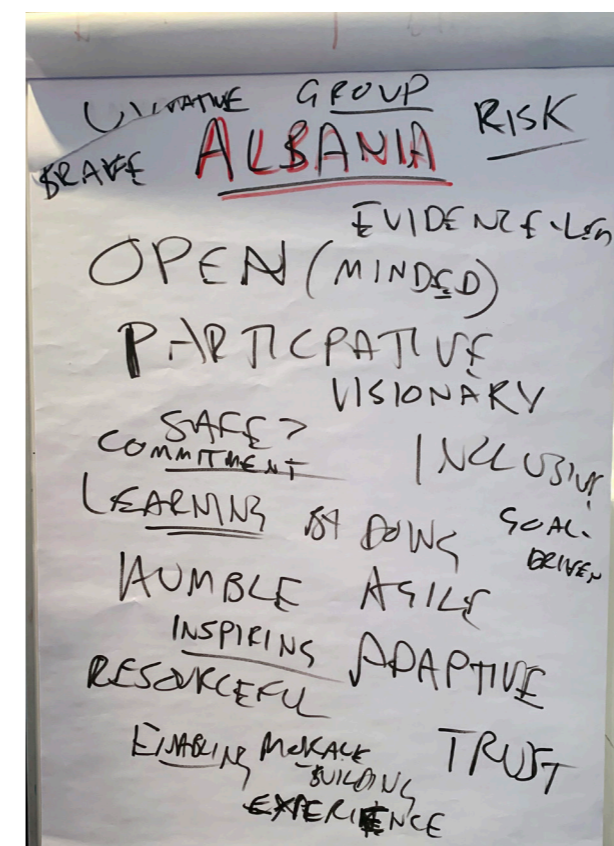 GROUP
RISK
BRAVE ALBANIA
EVIDENCE-LED
OPEN (MINDED)
PARTICPATIVE
VISIONARY
SAFE?
COMMITMENT
INCLUSIVE
LEARNING BY DOING
GOAL-
DRIVEN
HUMBLE AGILE
INSPIRING ADAPTIVE
RESOURCEFUL
ENABLING MORALE
BUILDING
TRUST
EXPERIENCE